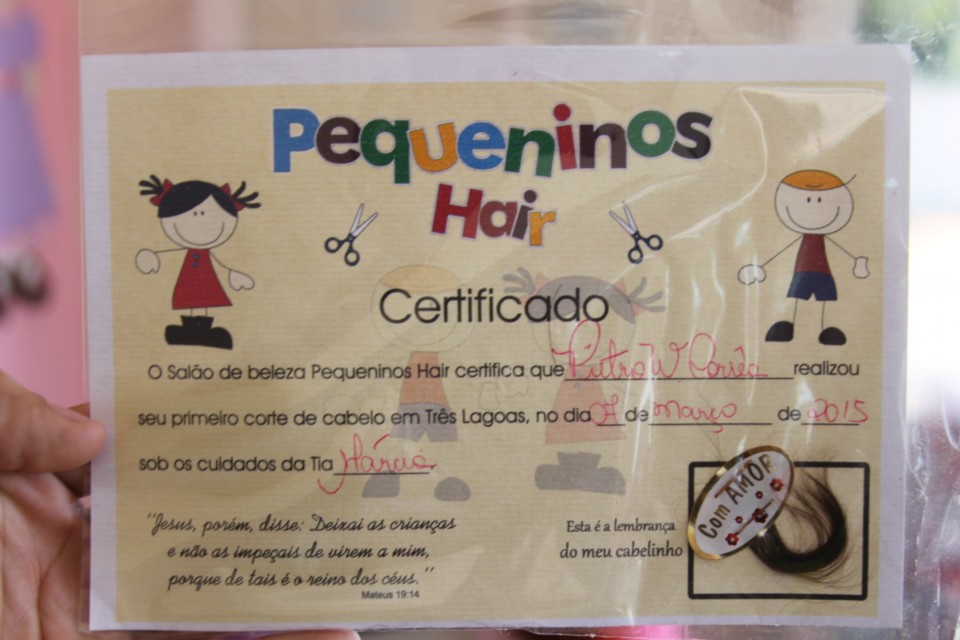 Pequeninos
Hair
Certificado
O Salão de beleza Pequeninos Hair certifica que Pietro W Corrêa realizou
seu primeiro corte de cabelo em Três Lagoas, no dia 07 de março de 2015
sob os cuidados da Tia Márcia
"Jesus, porém, disse: Deixai as crianças
e não as impeçais de virem a mim,
porque de tais é o reino dos céus."
Mateus 19:14
Esta é a lembrança
do meu cabelinho
Com AMOR